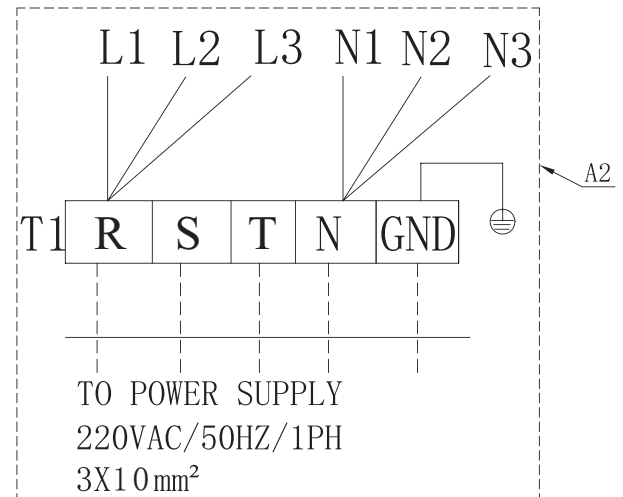 L1 L2 L3 N1 N2 N3
A2
T1 R S T N GND
TO POWER SUPPLY
220VAC/50HZ/1PH
3X10mm²